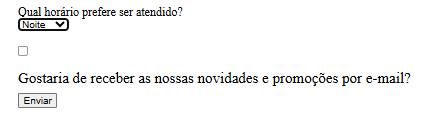 Qual horário prefere ser atendido?
Noite
Gostaria de receber as nossas novidades e promoções por e-mail?
Enviar